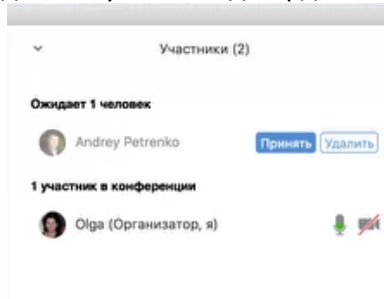 Участники (2)
Ожидает 1 человек
Andrey Petrenko Принять Удалить
1 участник в конференции
Olga (Организатор, я)